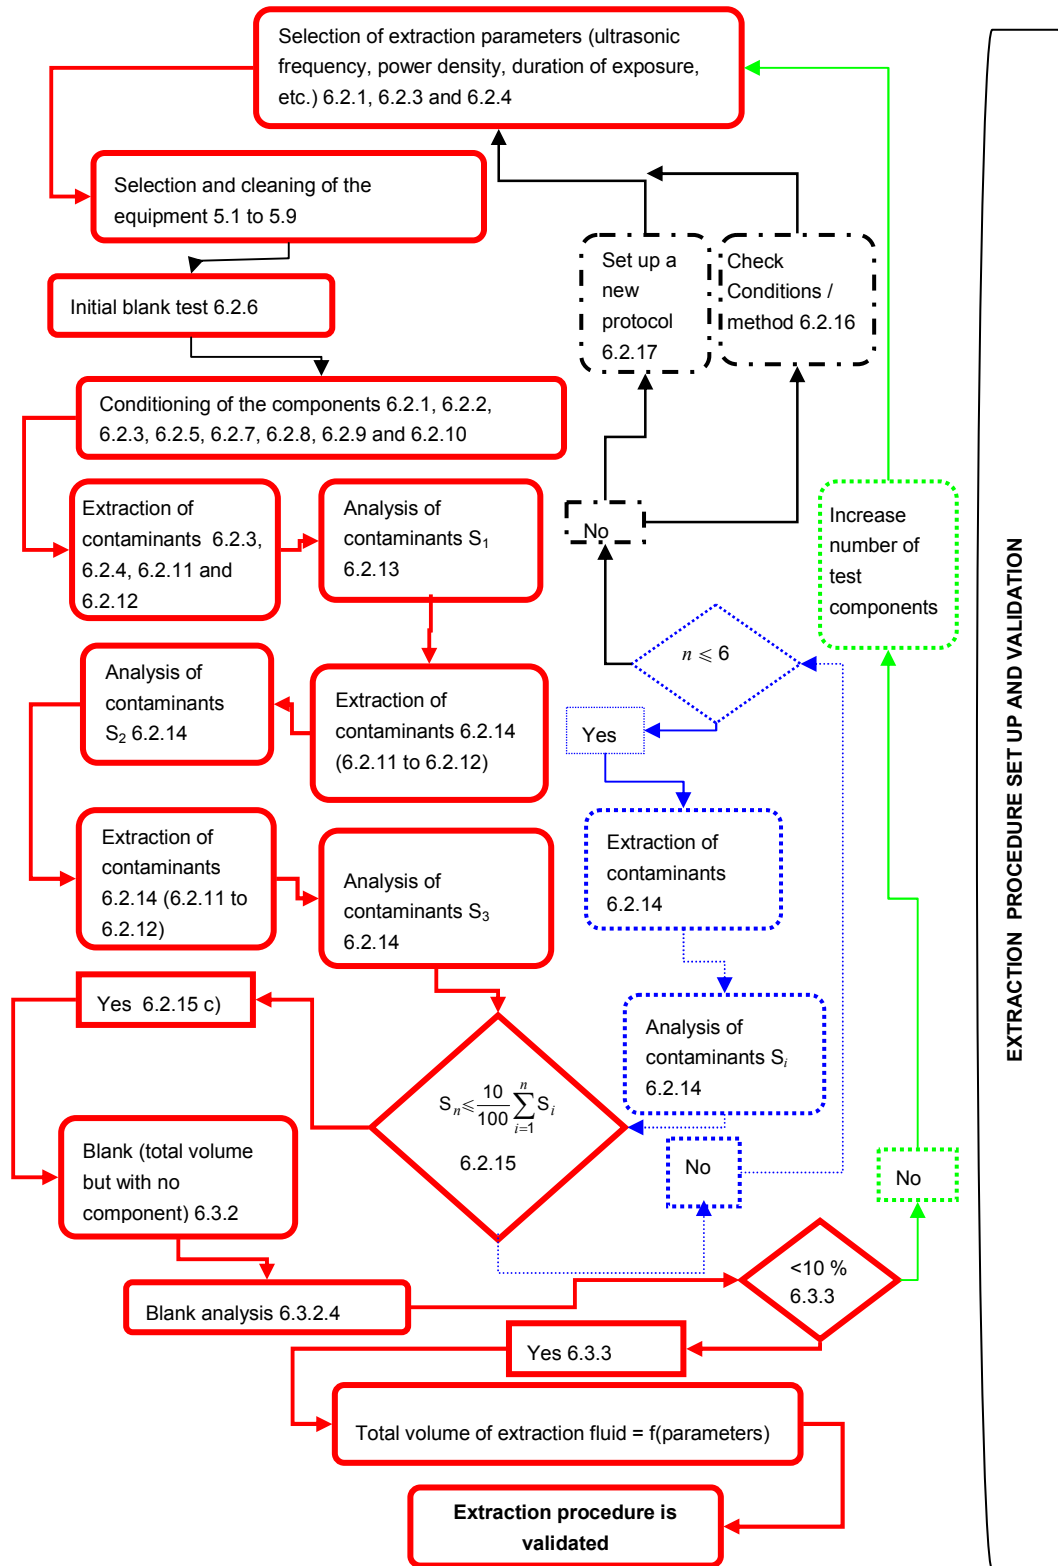 Selection of extraction parameters (ultrasonic
frequency, power density, duration of exposure,
etc.) 6.2.1, 6.2.3 and 6.2.4
Selection and cleaning of the
equipment 5.1 to 5.9
Initial blank test 6.2.6
Set up a
new
protocol
6.2.17
Check
Conditions /
method 6.2.16
Conditioning of the components 6.2.1, 6.2.2,
6.2.3, 6.2.5, 6.2.7, 6.2.8, 6.2.9 and 6.2.10
Extraction of
contaminants 6.2.3,
6.2.4, 6.2.11 and
6.2.12
Analysis of
contaminants S₁
6.2.13
No
Increase
number of
test
components
n ⩽ 6
Analysis of
contaminants
S₂ 6.2.14
Extraction of
contaminants 6.2.14
(6.2.11 to 6.2.12)
Yes
Extraction of
contaminants
6.2.14 (6.2.11 to
6.2.12)
Analysis of
contaminants S₃
6.2.14
Extraction of
contaminants
6.2.14
Yes 6.2.15 c)
Analysis of
contaminants Sᵢ
6.2.14
Sₙ ⩽ 10/100 ∑ⁿᵢ₌₁ Sᵢ
6.2.15
Blank (total volume
but with no
component) 6.3.2
No
No
<10 %
6.3.3
Blank analysis 6.3.2.4
Yes 6.3.3
Total volume of extraction fluid = f(parameters)
Extraction procedure is
validated
EXTRACTION PROCEDURE SET UP AND VALIDATION